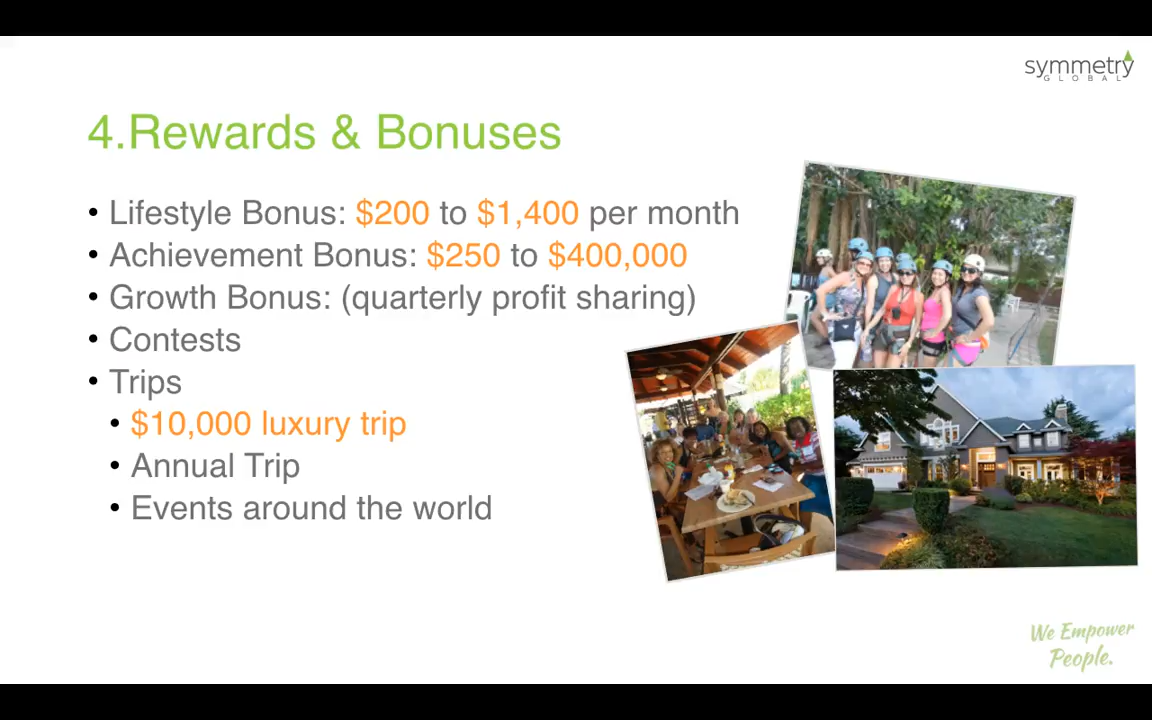 symmetry
GLOBAL
4.Rewards & Bonuses
• Lifestyle Bonus: $200 to $1,400 per month
• Achievement Bonus: $250 to $400,000
• Growth Bonus: (quarterly profit sharing)
• Contests
• Trips
• $10,000 luxury trip
• Annual Trip
• Events around the world
We Empower
People.